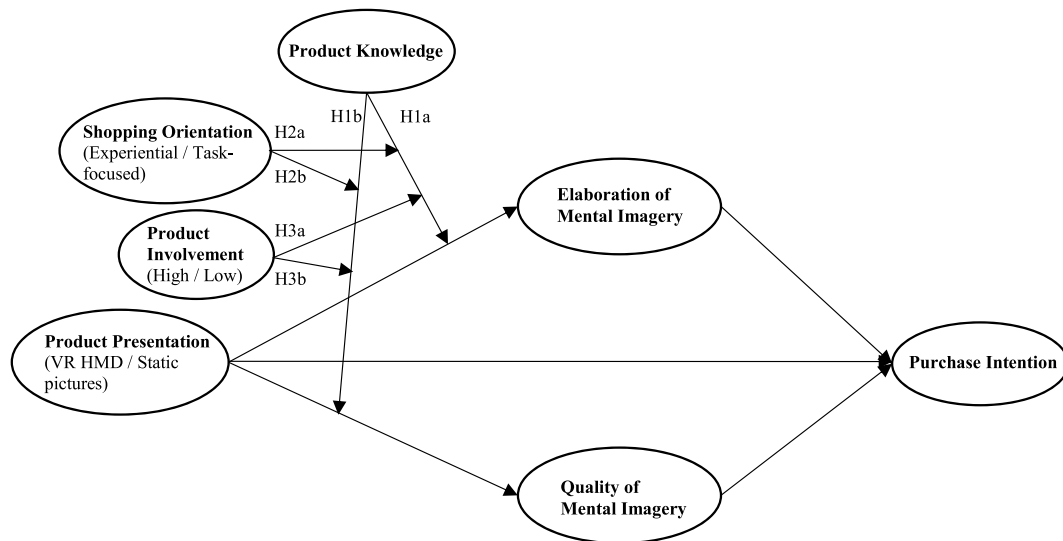 Product Knowledge
H1b
H1a
Shopping Orientation
(Experiential / Task-
focused)
H2a
H2b
Elaboration of
Mental Imagery
Product
Involvement
(High / Low)
H3a
H3b
Product Presentation
(VR HMD / Static
pictures)
Purchase Intention
Quality of
Mental Imagery